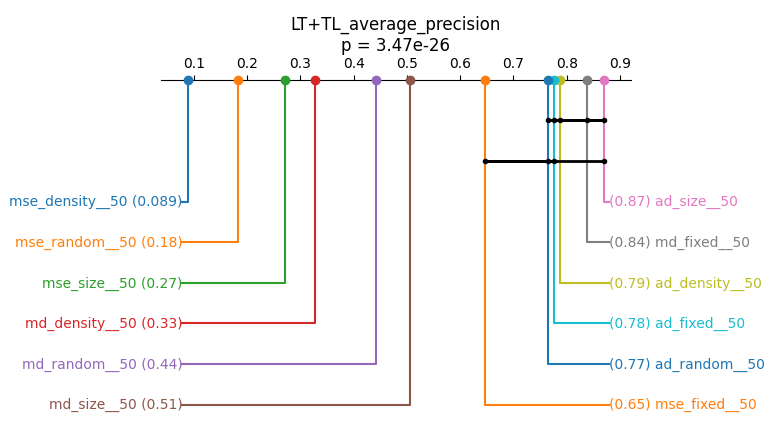 LT+TL_average_precision
p = 3.47e-26
0.1 0.2 0.3 0.4 0.5 0.6 0.7 0.8 0.9
mse_density__50 (0.089)
(0.87) ad_size__50
mse_random__50 (0.18)
(0.84) md_fixed__50
mse_size__50 (0.27)
(0.79) ad_density__50
md_density__50 (0.33)
(0.78) ad_fixed__50
md_random__50 (0.44)
(0.77) ad_random__50
md_size__50 (0.51)
(0.65) mse_fixed__50